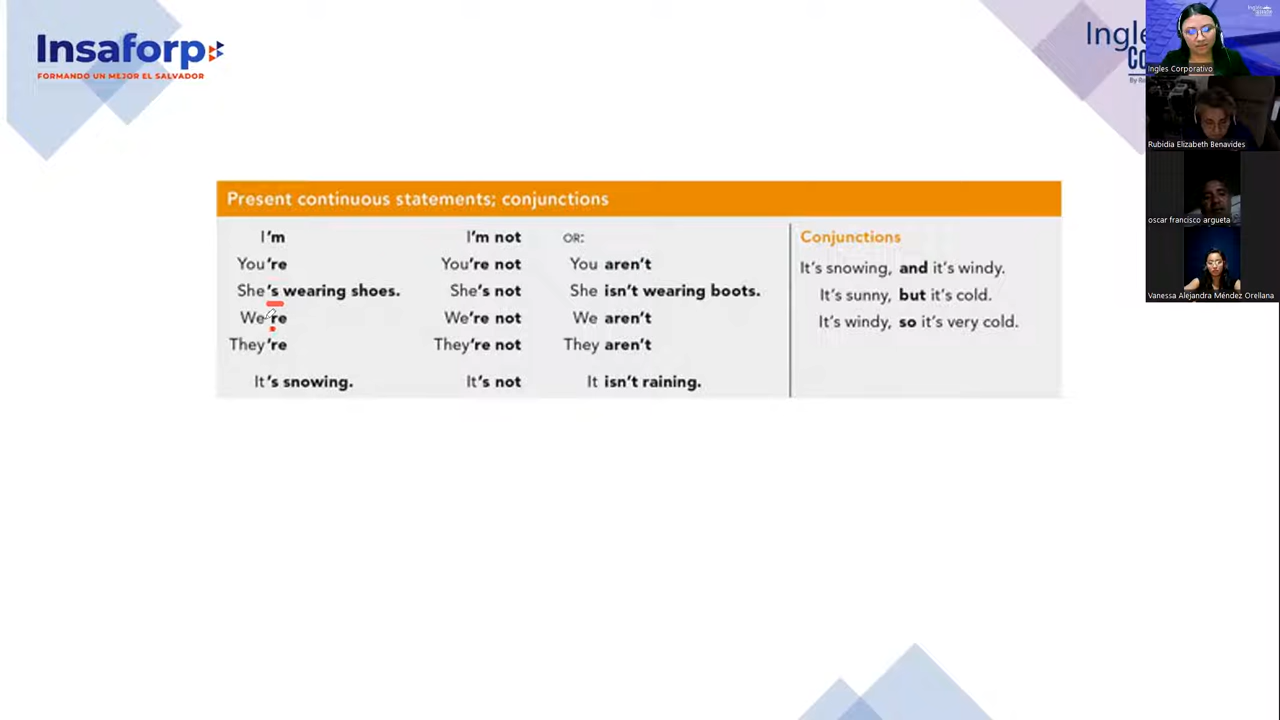 Insaforp
FORMANDO UN MEJOR EL SALVADOR
Ingl
Ingles Corporativo
Rubidia Elizabeth Benavides
oscar francisco argueta
Vanessa Alejandra Méndez Orellana
Present continuous statements; conjunctions
I'm I'm not OR: Conjunctions
You're You're not You aren't It's snowing, and it's windy.
She's wearing shoes. She's not She isn't wearing boots. It's sunny, but it's cold.
We're We're not We aren't It's windy, so it's very cold.
They're They're not They aren't
It's snowing. It's not It isn't raining.